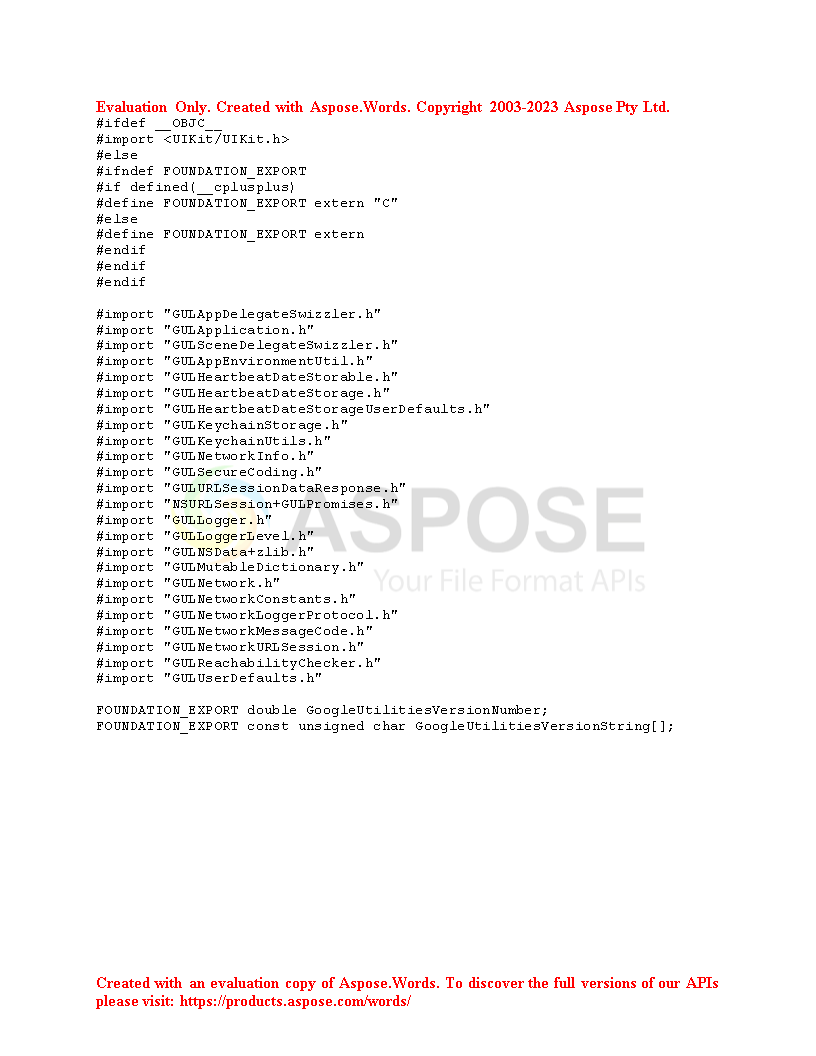 Evaluation Only. Created with Aspose.Words. Copyright 2003-2023 Aspose Pty Ltd.
#ifdef __OBJC__
#import <UIKit/UIKit.h>
#else
#ifndef FOUNDATION_EXPORT
#if defined(__cplusplus)
#define FOUNDATION_EXPORT extern "C"
#else
#define FOUNDATION_EXPORT extern
#endif
#endif
#endif

#import "GULAppDelegateSwizzler.h"
#import "GULApplication.h"
#import "GULSceneDelegateSwizzler.h"
#import "GULAppEnvironmentUtil.h"
#import "GULHeartbeatDateStorable.h"
#import "GULHeartbeatDateStorage.h"
#import "GULHeartbeatDateStorageUserDefaults.h"
#import "GULKeychainStorage.h"
#import "GULKeychainUtils.h"
#import "GULNetworkInfo.h"
#import "GULSecureCoding.h"
#import "GULURLSessionDataResponse.h"
#import "NSURLSession+GULPromises.h"
#import "GULLogger.h"
#import "GULLoggerLevel.h"
#import "GULNSData+zlib.h"
#import "GULMutableDictionary.h"
#import "GULNetwork.h"
#import "GULNetworkConstants.h"
#import "GULNetworkLoggerProtocol.h"
#import "GULNetworkMessageCode.h"
#import "GULNetworkURLSession.h"
#import "GULReachabilityChecker.h"
#import "GULUserDefaults.h"

FOUNDATION_EXPORT double GoogleUtilitiesVersionNumber;
FOUNDATION_EXPORT const unsigned char GoogleUtilitiesVersionString[];
ASPOSE
Your File Format APIs
Created with an evaluation copy of Aspose.Words. To discover the full versions of our APIs
please visit: https://products.aspose.com/words/